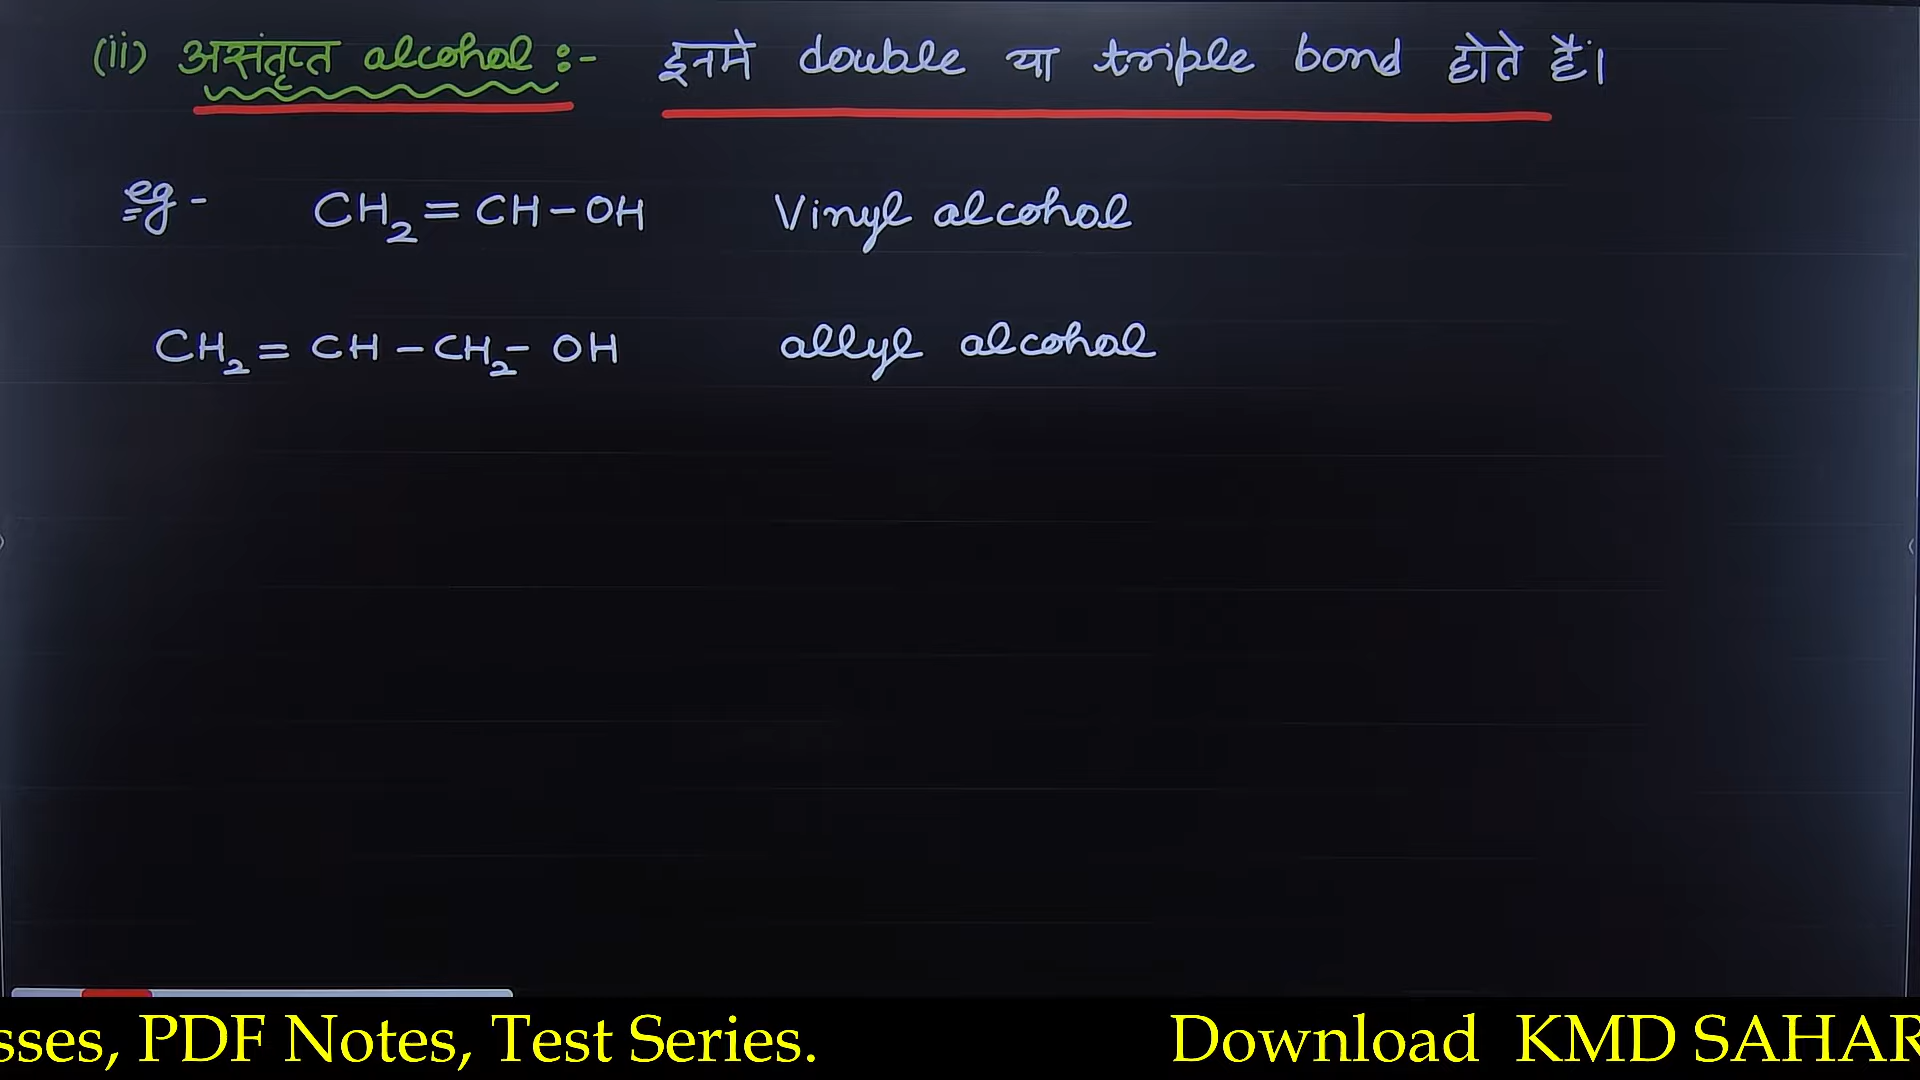 (ii) असंतृप्त alcohol :- इनमे double या triple bond होते हैं।
eg - CH₂ = CH - OH Vinyl alcohol
CH₂ = CH - CH₂ - OH allyl alcohol
sses, PDF Notes, Test Series. Download KMD SAHAR